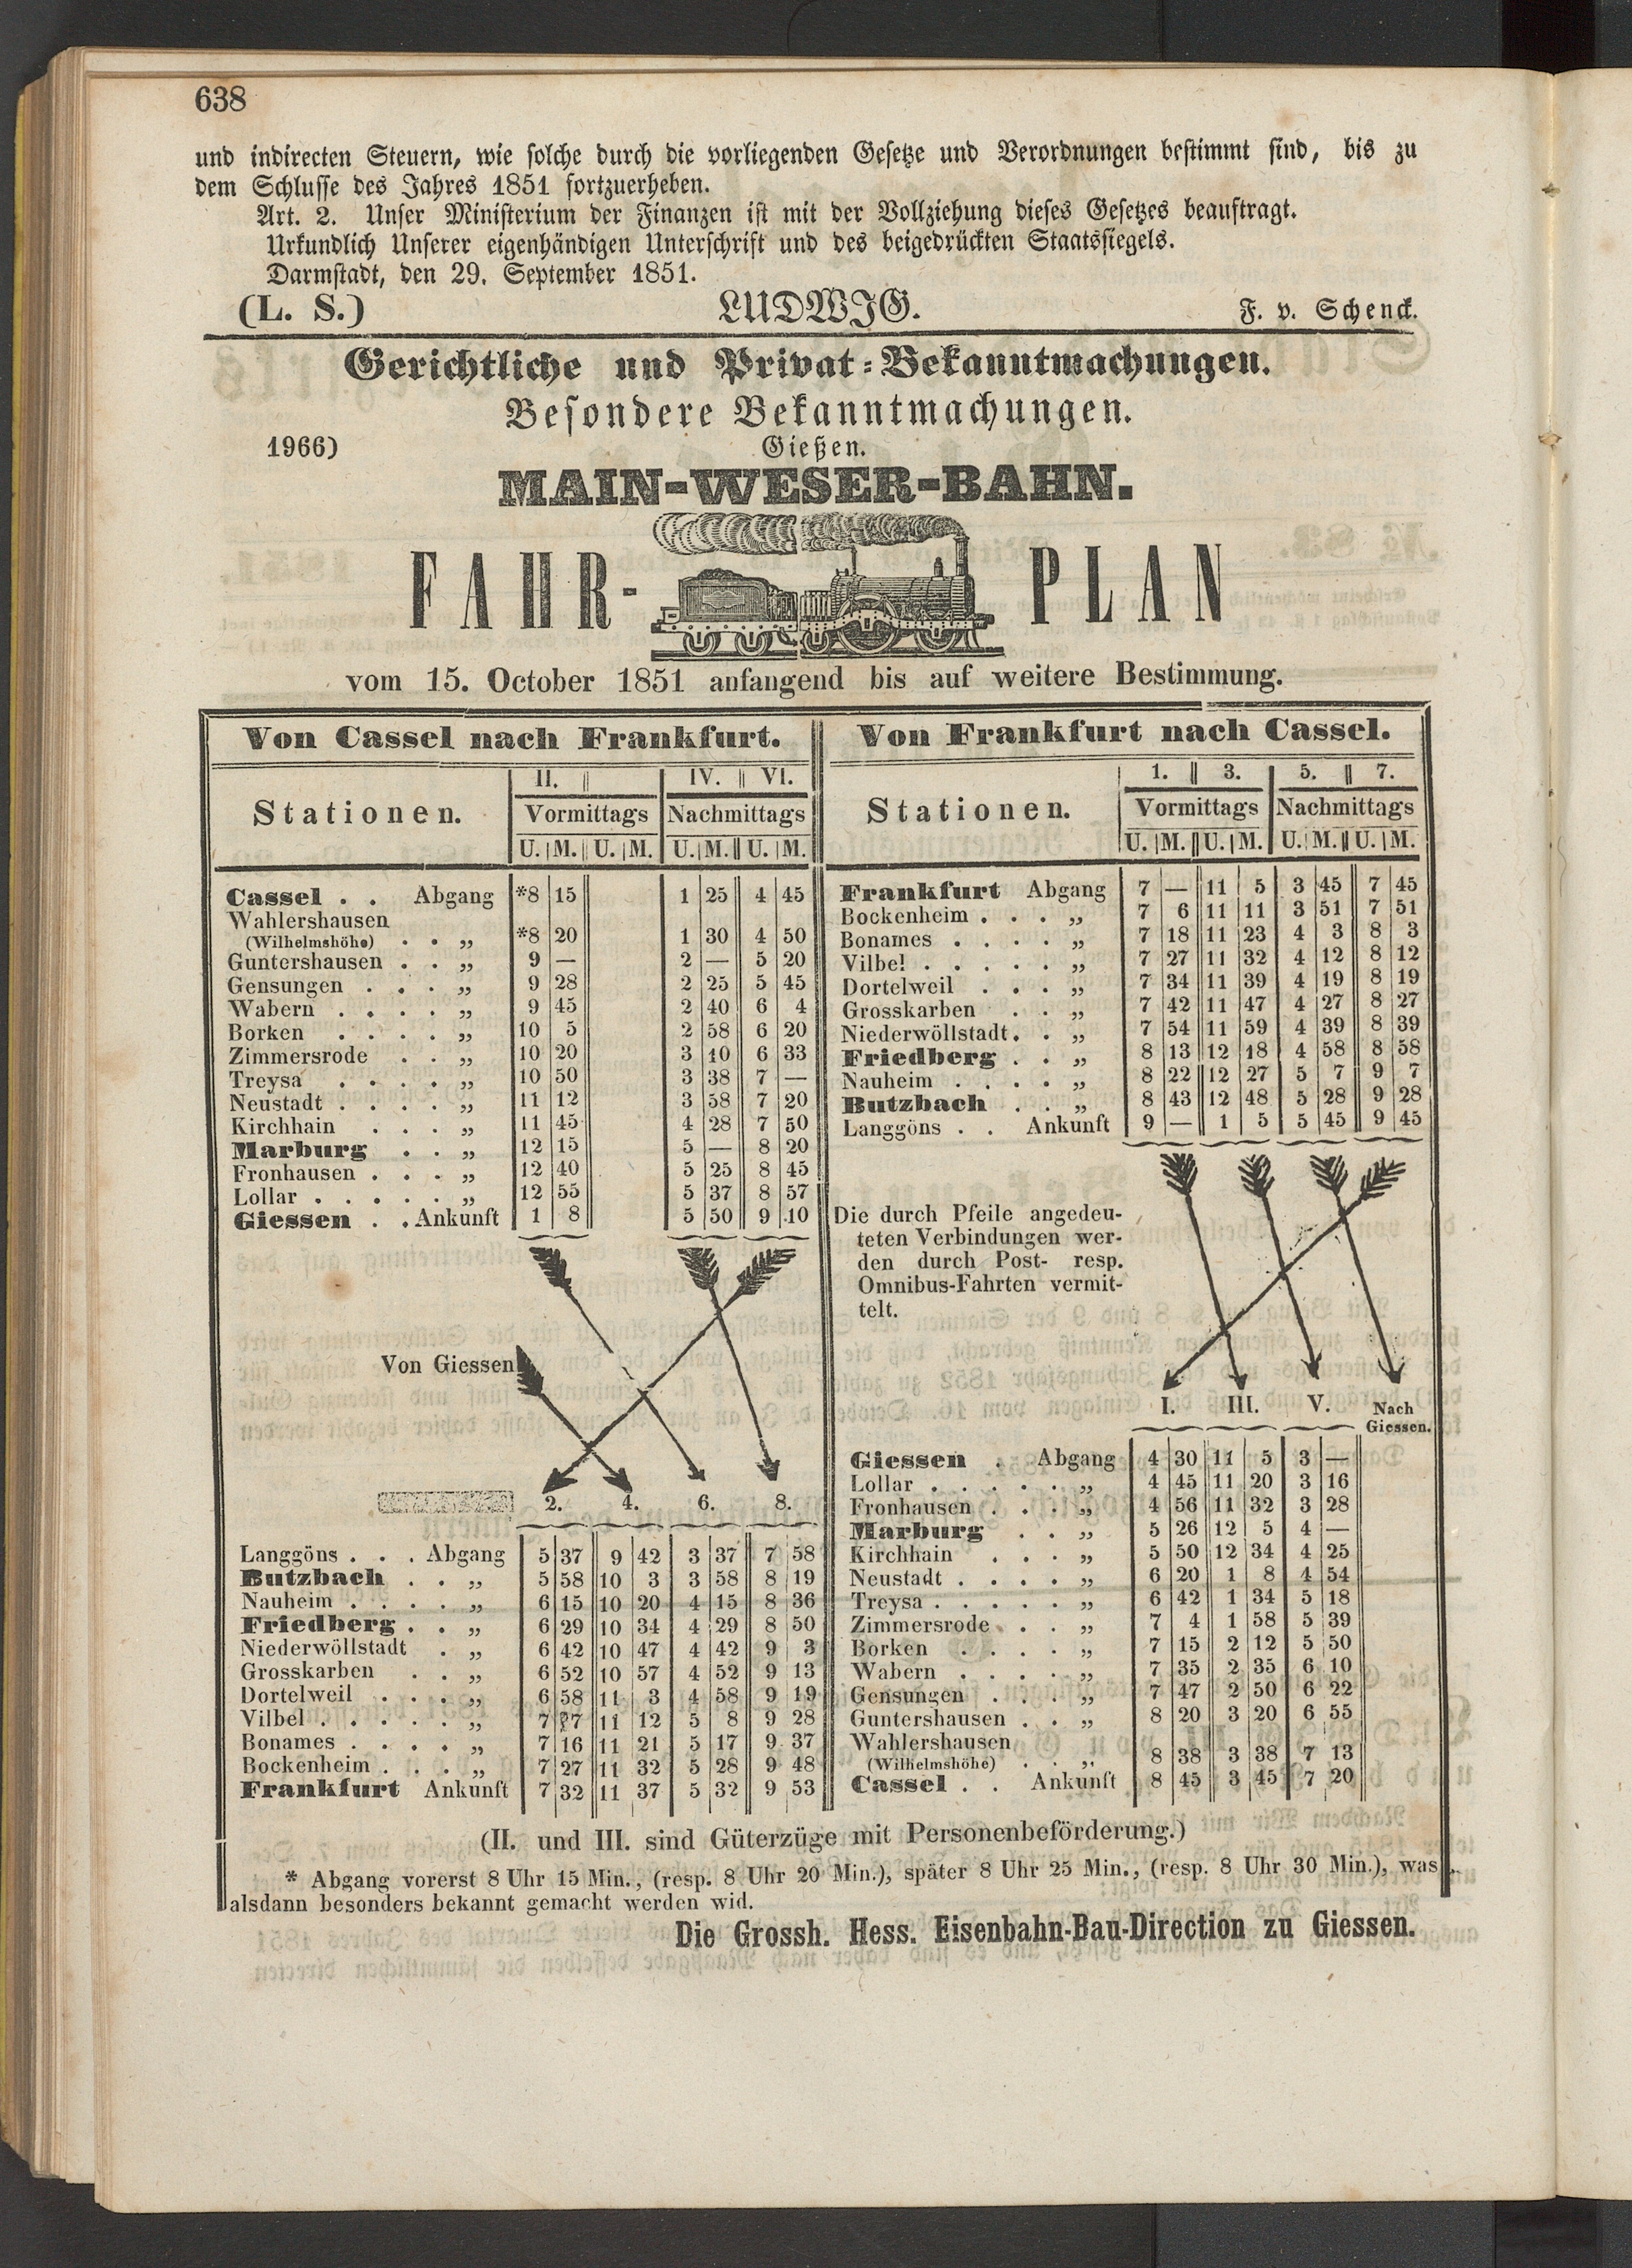 638
und indirecten Steuern, wie solche durch die vorliegenden Gesetze und Verordnungen bestimmt sind, bis zu
dem Schlusse des Jahres 1851 fortzuerheben.
Art. 2. Unser Ministerium der Finanzen ist mit der Vollziehung dieses Gesetzes beauftragt.
Urkundlich Unserer eigenhändigen Unterschrift und des beigedrückten Staatssiegels.
Darmstadt, den 29. September 1851.
(L. S.) LUDWIG. F. v. Schenck.
Gerichtliche und Privat-Bekanntmachungen.
Besondere Bekanntmachungen.
1966) Gießen.
MAIN-WESER-BAHN.
FAHR- PLAN
vom 15. October 1851 anfangend bis auf weitere Bestimmung.
Von Cassel nach Frankfurt.
II. IV. VI.
Stationen. Vormittags Nachmittags
U. M. U. M. U. M. U. M.
Cassel . . Abgang *8 15 1 25 4 45
Wahlershausen
(Wilhelmshöhe) . . „ *8 20 1 30 4 50
Guntershausen . . „ 9 — 2 — 5 20
Gensungen . . . „ 9 28 2 25 5 45
Wabern . . . . „ 9 45 2 40 6 4
Borken . . . . „ 10 5 2 58 6 20
Zimmersrode . . „ 10 20 3 10 6 33
Treysa . . . . „ 10 50 3 38 7 —
Neustadt . . . . „ 11 12 3 58 7 20
Kirchhain . . . „ 11 45 4 28 7 50
Marburg . . „ 12 15 5 — 8 20
Fronhausen . . . „ 12 40 5 25 8 45
Lollar . . . . . „ 12 55 5 37 8 57
Giessen . . Ankunft 1 8 5 50 9 10
Von Giessen
2. 4. 6. 8.
Langgöns . . . Abgang 5 37 9 42 3 37 7 58
Butzbach . . „ 5 58 10 3 3 58 8 19
Nauheim . . . . „ 6 15 10 20 4 15 8 36
Friedberg . . „ 6 29 10 34 4 29 8 50
Niederwöllstadt . „ 6 42 10 47 4 42 9 3
Grosskarben . . „ 6 52 10 57 4 52 9 13
Dortelweil . . . „ 6 58 11 3 4 58 9 19
Vilbel . . . . . „ 7 11 12 5 8 9 28
Bonames . . . . „ 7 16 11 21 5 17 9 37
Bockenheim . . . „ 7 27 11 32 5 28 9 48
Frankfurt Ankunft 7 32 11 37 5 32 9 53
Von Frankfurt nach Cassel.
1. 3. 5. 7.
Stationen. Vormittags Nachmittags
U. M. U. M. U. M. U. M.
Frankfurt Abgang 7 — 11 5 3 45 7 45
Bockenheim . . . „ 7 6 11 11 3 51 7 51
Bonames . . . . „ 7 18 11 23 4 3 8 3
Vilbel . . . . . „ 7 27 11 32 4 12 8 12
Dortelweil . . . „ 7 34 11 39 4 19 8 19
Grosskarben . . „ 7 42 11 47 4 27 8 27
Niederwöllstadt . . „ 7 54 11 59 4 39 8 39
Friedberg . . „ 8 13 12 18 4 58 8 58
Nauheim . . . . „ 8 22 12 27 5 7 9 7
Butzbach . . „ 8 43 12 48 5 28 9 28
Langgöns . . Ankunft 9 — 1 5 5 45 9 45
Die durch Pfeile angedeu-
teten Verbindungen wer-
den durch Post- resp.
Omnibus-Fahrten vermit-
telt.
I. III. V. Nach
Giessen.
Giessen . Abgang 4 30 11 5 3 —
Lollar . . . . . „ 4 45 11 20 3 16
Fronhausen . . . „ 4 56 11 32 3 28
Marburg . . „ 5 26 12 5 4 —
Kirchhain . . . „ 5 50 12 34 4 25
Neustadt . . . . „ 6 20 1 8 4 54
Treysa . . . . . „ 6 42 1 34 5 18
Zimmersrode . . „ 7 4 1 58 5 39
Borken . . . . „ 7 15 2 12 5 50
Wabern . . . . „ 7 35 2 35 6 10
Gensungen . . . „ 7 47 2 50 6 22
Guntershausen . . „ 8 20 3 20 6 55
Wahlershausen
(Wilhelmshöhe) . . „ 8 38 3 38 7 13
Cassel . . Ankunft 8 45 3 45 7 20
(II. und III. sind Güterzüge mit Personenbeförderung.)
* Abgang vorerst 8 Uhr 15 Min., (resp. 8 Uhr 20 Min.), später 8 Uhr 25 Min., (resp. 8 Uhr 30 Min.), was
alsdann besonders bekannt gemacht werden wid.
Die Grossh. Hess. Eisenbahn-Bau-Direction zu Giessen.